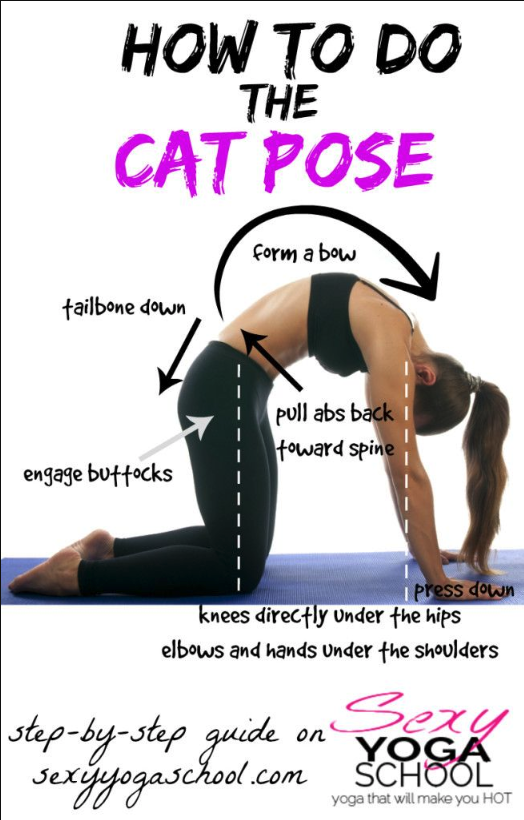 HOW TO DO
THE
CAT POSE
form a bow
tailbone down
pull abs back
toward spine
engage buttocks
press down
knees directly under the hips
elbows and hands under the shoulders
step-by-step guide on
sexyyogaschool.com
Sexy
YOGA
SCHOOL
yoga that will make you HOT